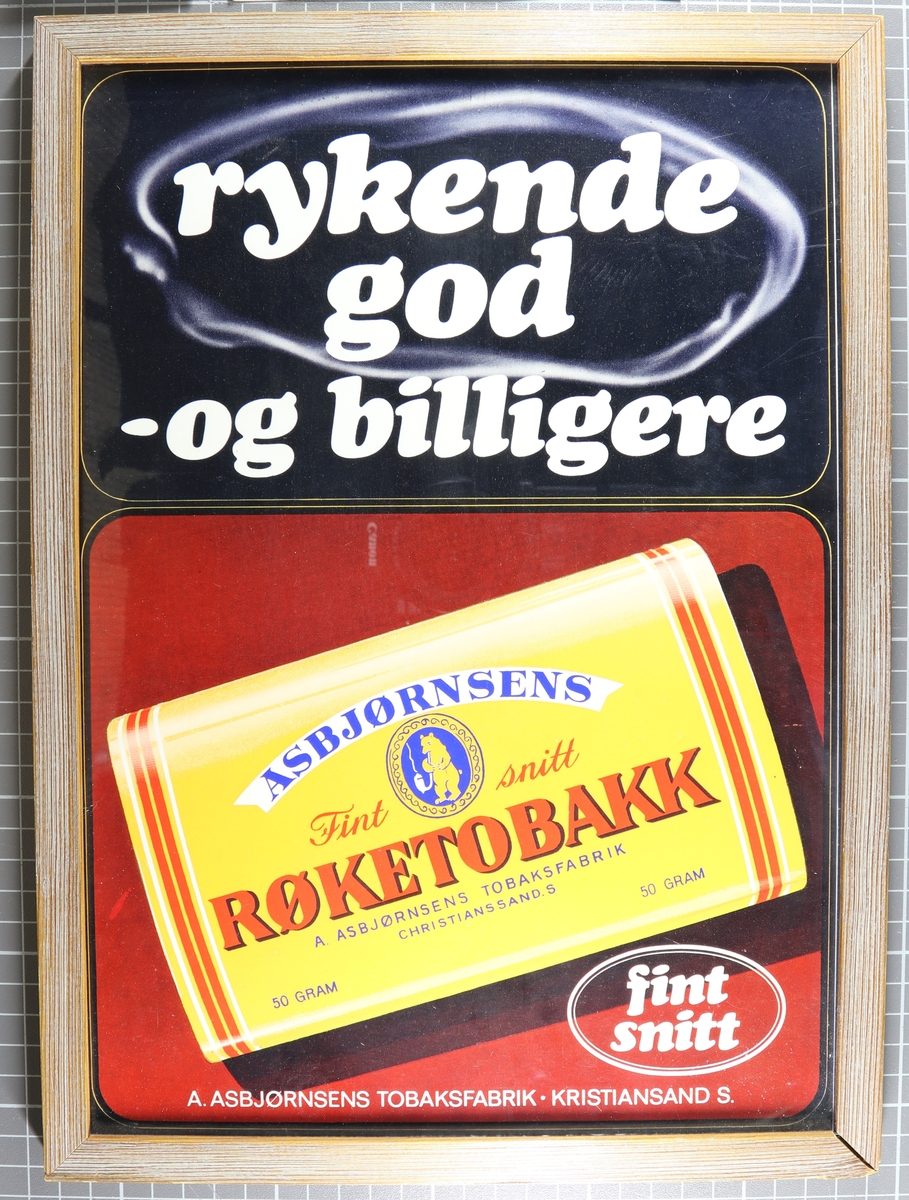 rykende
god
-og billigere
Canon
ASBJØRNSENS
Fint snitt
RØKETOBAKK
A. ASBJØRNSENS TOBAKSFABRIK
CHRISTIANSSAND.S
50 GRAM
50 GRAM
fint
snitt
A. ASBJØRNSENS TOBAKSFABRIK • KRISTIANSAND S.